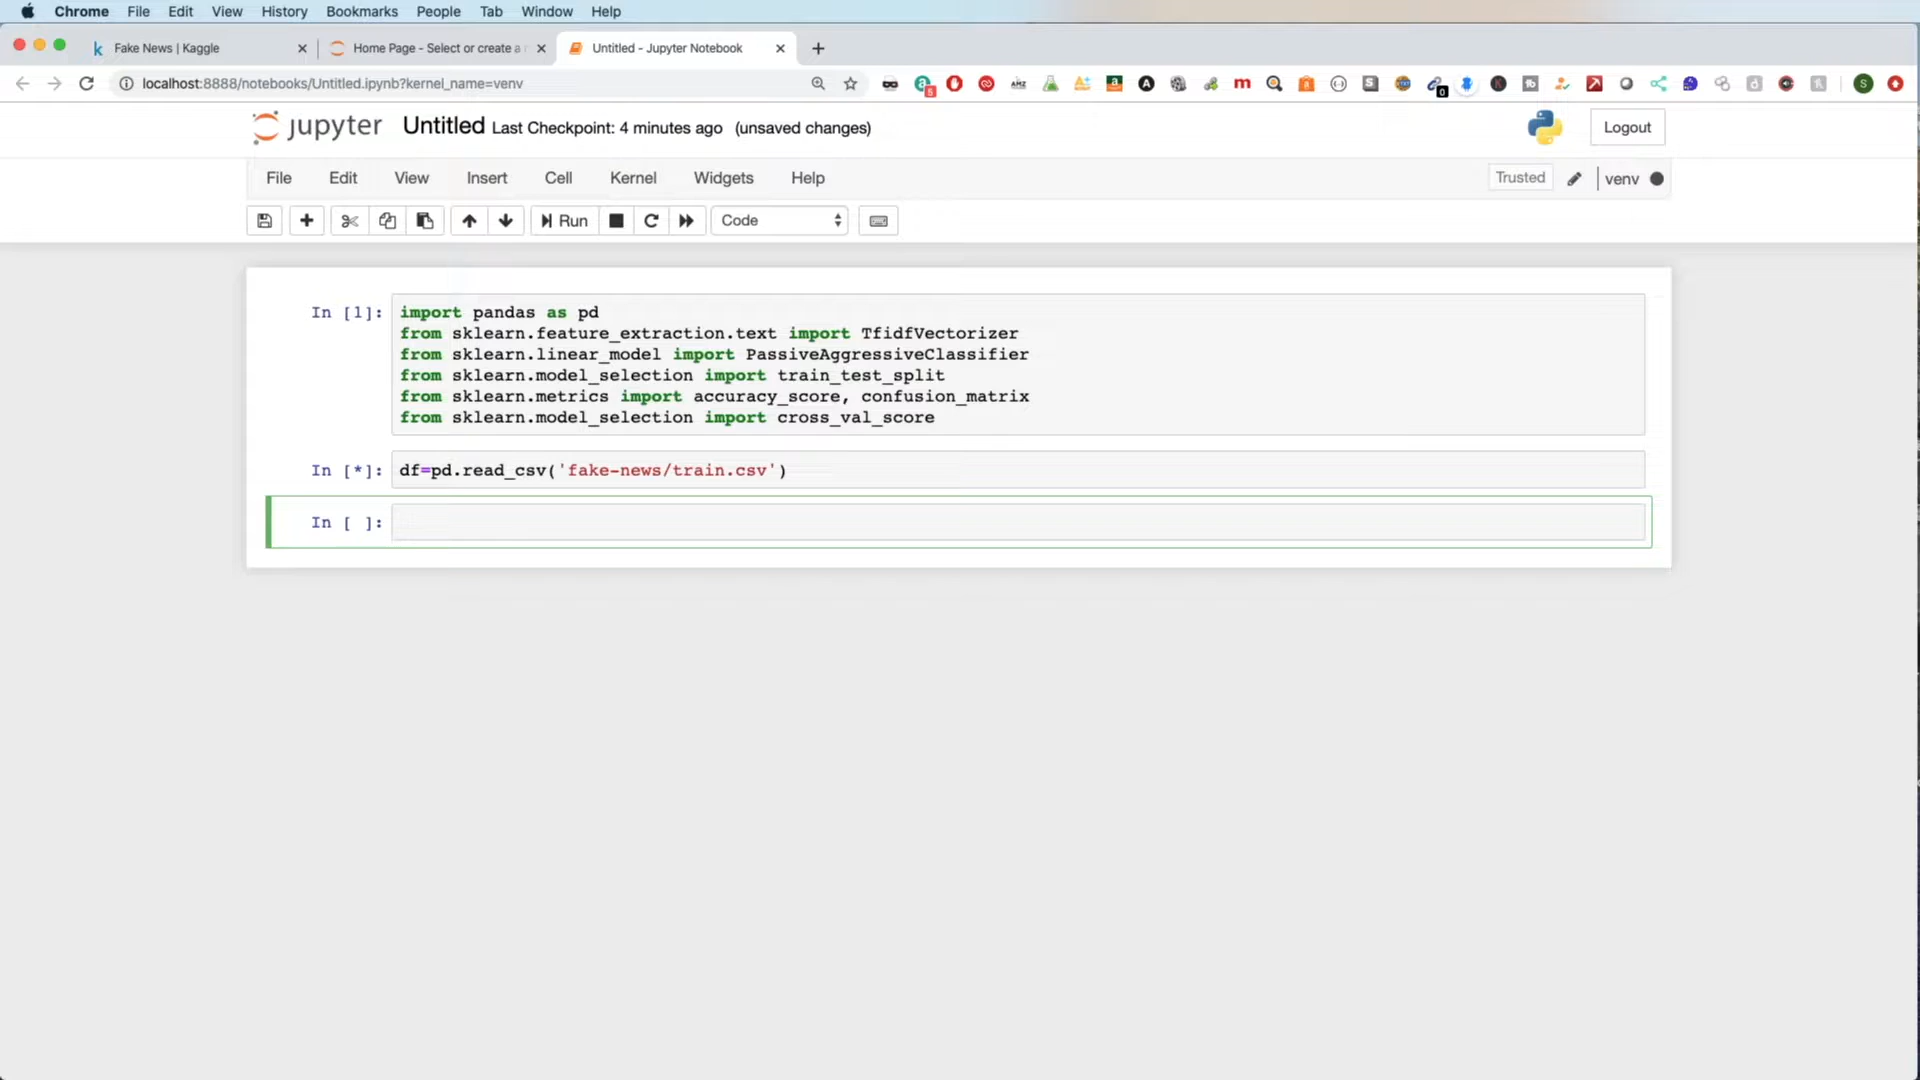 Chrome File Edit View History Bookmarks People Tab Window Help
Fake News | Kaggle Home Page - Select or create a Untitled - Jupyter Notebook
localhost:8888/notebooks/Untitled.ipynb?kernel_name=venv
jupyter Untitled Last Checkpoint: 4 minutes ago (unsaved changes) Logout
File Edit View Insert Cell Kernel Widgets Help Trusted venv
Run Code
In [1]: import pandas as pd
from sklearn.feature_extraction.text import TfidfVectorizer
from sklearn.linear_model import PassiveAggressiveClassifier
from sklearn.model_selection import train_test_split
from sklearn.metrics import accuracy_score, confusion_matrix
from sklearn.model_selection import cross_val_score
In [*]: df=pd.read_csv('fake-news/train.csv')
In [ ]: